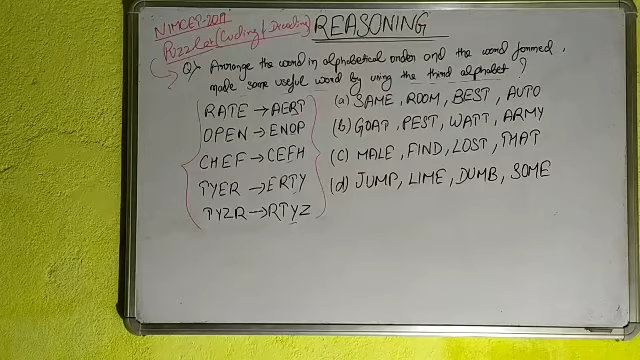 NIMCET-2017
Puzzles/Coding & Decoding
REASONING
Q) Arrange the word in alphabetical order and the word formed,
made some useful word by using the third alphabet?
RATE → AERT
OPEN → ENOP
CHEF → CEFH
TYER → ERTY
TYZR → RTYZ
(a) SAME, ROOM, BEST, AUTO
(b) GOAT, PEST, WATT, ARMY
(c) MALE, FIND, LOST, THAT
(d) JUMP, LIME, DUMB, SOME